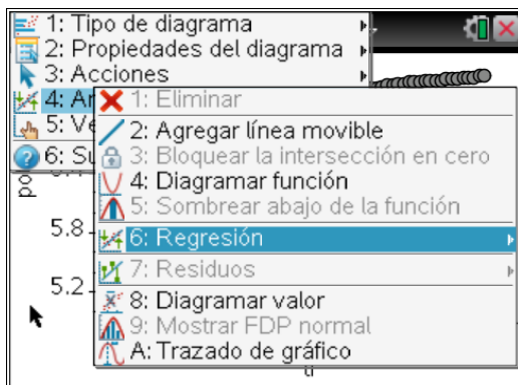 1: Tipo de diagrama
2: Propiedades del diagrama
3: Acciones
4: Ar
5: Ve
6: Su
1: Eliminar
2: Agregar línea movible
3: Bloquear la intersección en cero
4: Diagramar función
5: Sombrear abajo de la función
6: Regresión
7: Residuos
8: Diagramar valor
9: Mostrar FDP normal
A: Trazado de gráfico
5.8
5.2